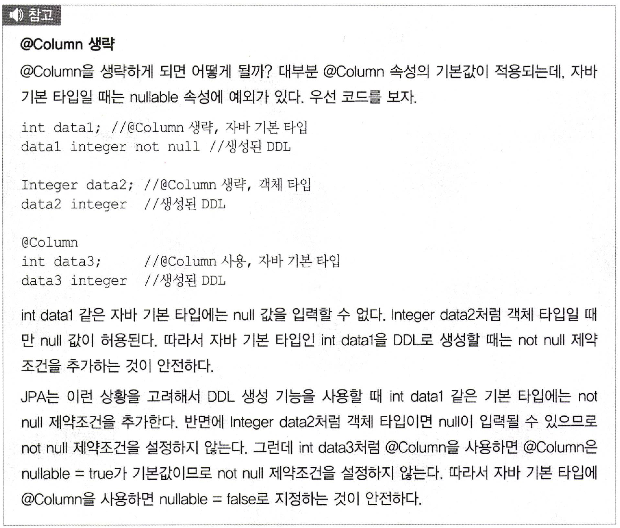 참고
@Column 생략
@Column을 생략하게 되면 어떻게 될까? 대부분 @Column 속성의 기본값이 적용되는데, 자바
기본 타입일 때는 nullable 속성에 예외가 있다. 우선 코드를 보자.
int data1; //@Column 생략, 자바 기본 타입
data1 integer not null //생성된 DDL
Integer data2; //@Column 생략, 객체 타입
data2 integer //생성된 DDL
@Column
int data3; //@Column 사용, 자바 기본 타입
data3 integer //생성된 DDL
int data1 같은 자바 기본 타입에는 null 값을 입력할 수 없다. Integer data2처럼 객체 타입일 때
만 null 값이 허용된다. 따라서 자바 기본 타입인 int data1을 DDL로 생성할 때는 not null 제약
조건을 추가하는 것이 안전하다.
JPA는 이런 상황을 고려해서 DDL 생성 기능을 사용할 때 int data1 같은 기본 타입에는 not
null 제약조건을 추가한다. 반면에 Integer data2처럼 객체 타입이면 null이 입력될 수 있으므로
not null 제약조건을 설정하지 않는다. 그런데 int data3처럼 @Column을 사용하면 @Column은
nullable = true가 기본값이므로 not null 제약조건을 설정하지 않는다. 따라서 자바 기본 타입에
@Column을 사용하면 nullable = false로 지정하는 것이 안전하다.